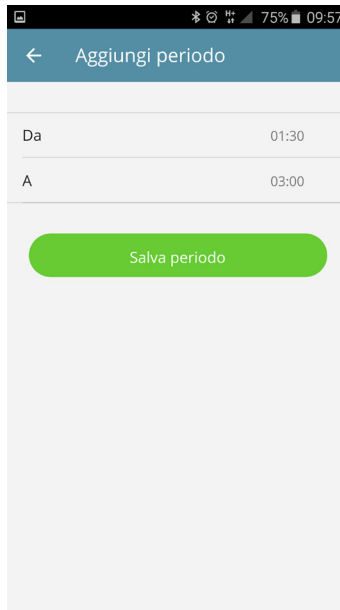 H+ 75% 09:57
Aggiungi periodo
Da 01:30
A 03:00
Salva periodo